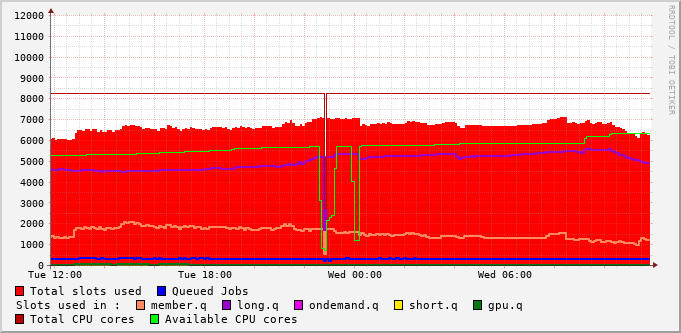 12000
11000
10000
9000
8000
7000
6000
5000
4000
3000
2000
1000
0
Tue 12:00 Tue 18:00 Wed 00:00 Wed 06:00
RRDTOOL / TOBI OETIKER
Total slots used Queued Jobs
Slots used in : member.q long.q ondemand.q short.q gpu.q
Total CPU cores Available CPU cores